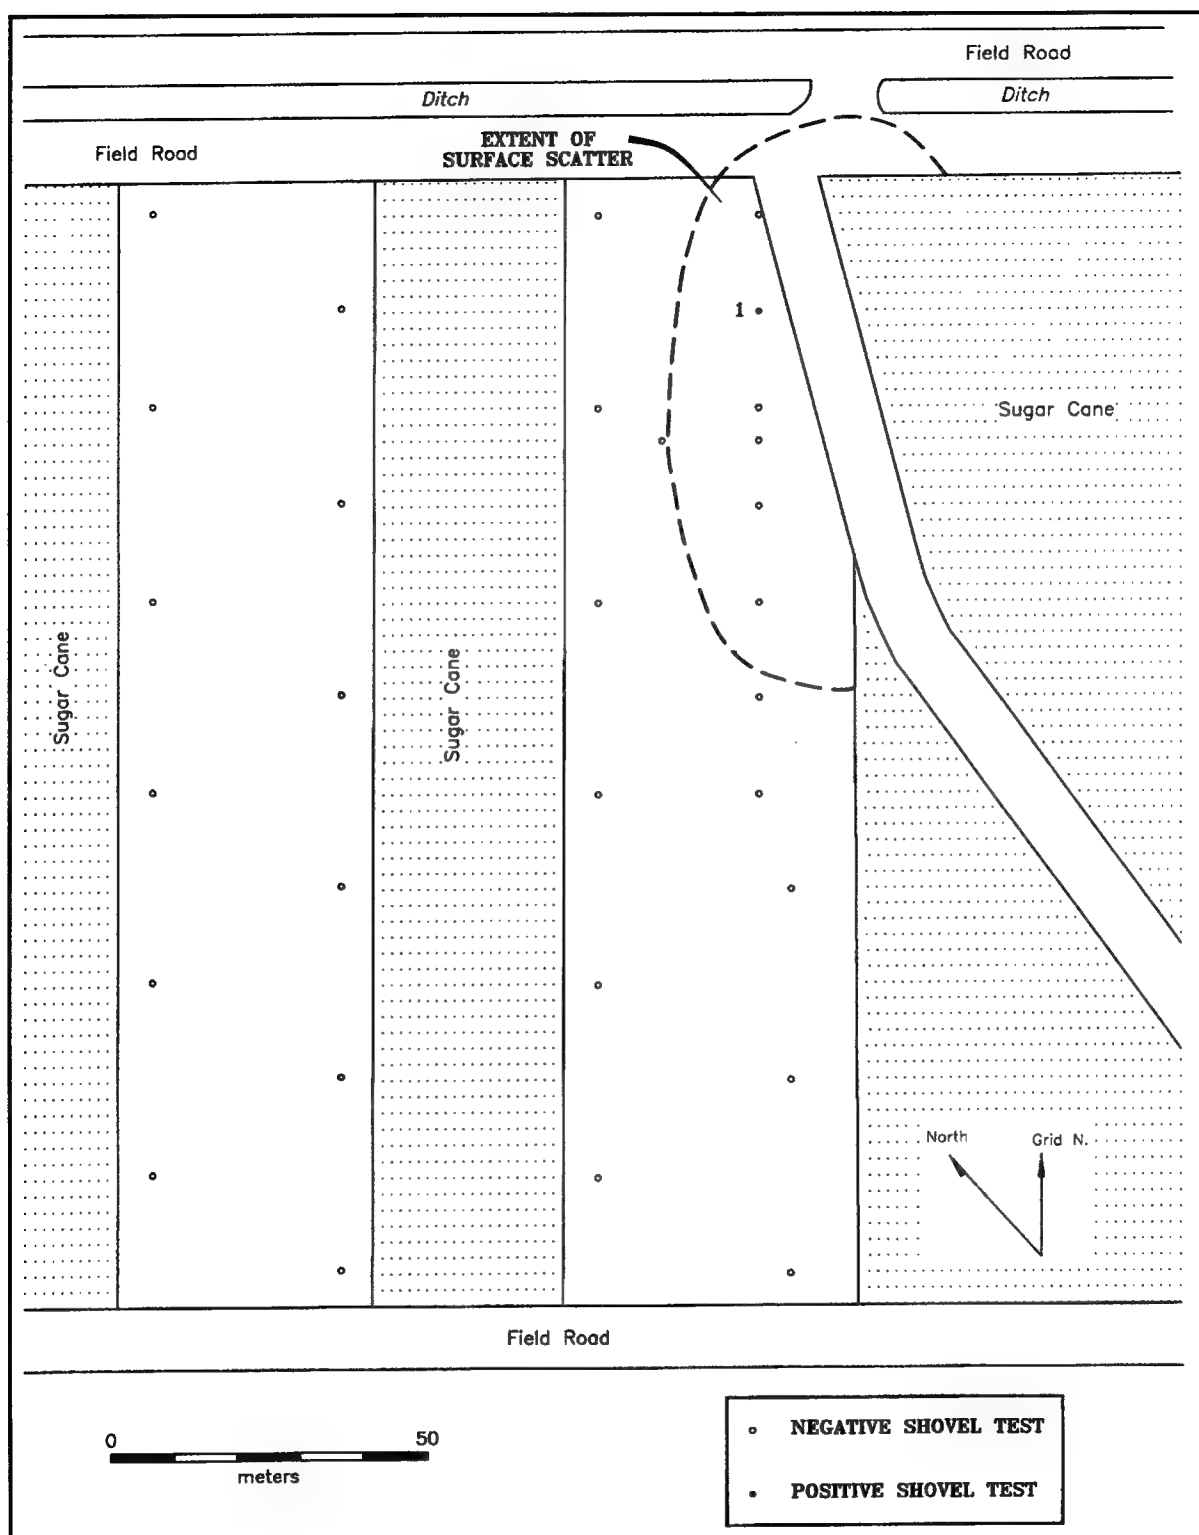 Field Road
Ditch
Ditch
EXTENT OF
SURFACE SCATTER
Field Road
1
Sugar Cane
Sugar Cane
Sugar Cane
North
Grid N.
Field Road
0
50
meters
NEGATIVE SHOVEL TEST
POSITIVE SHOVEL TEST